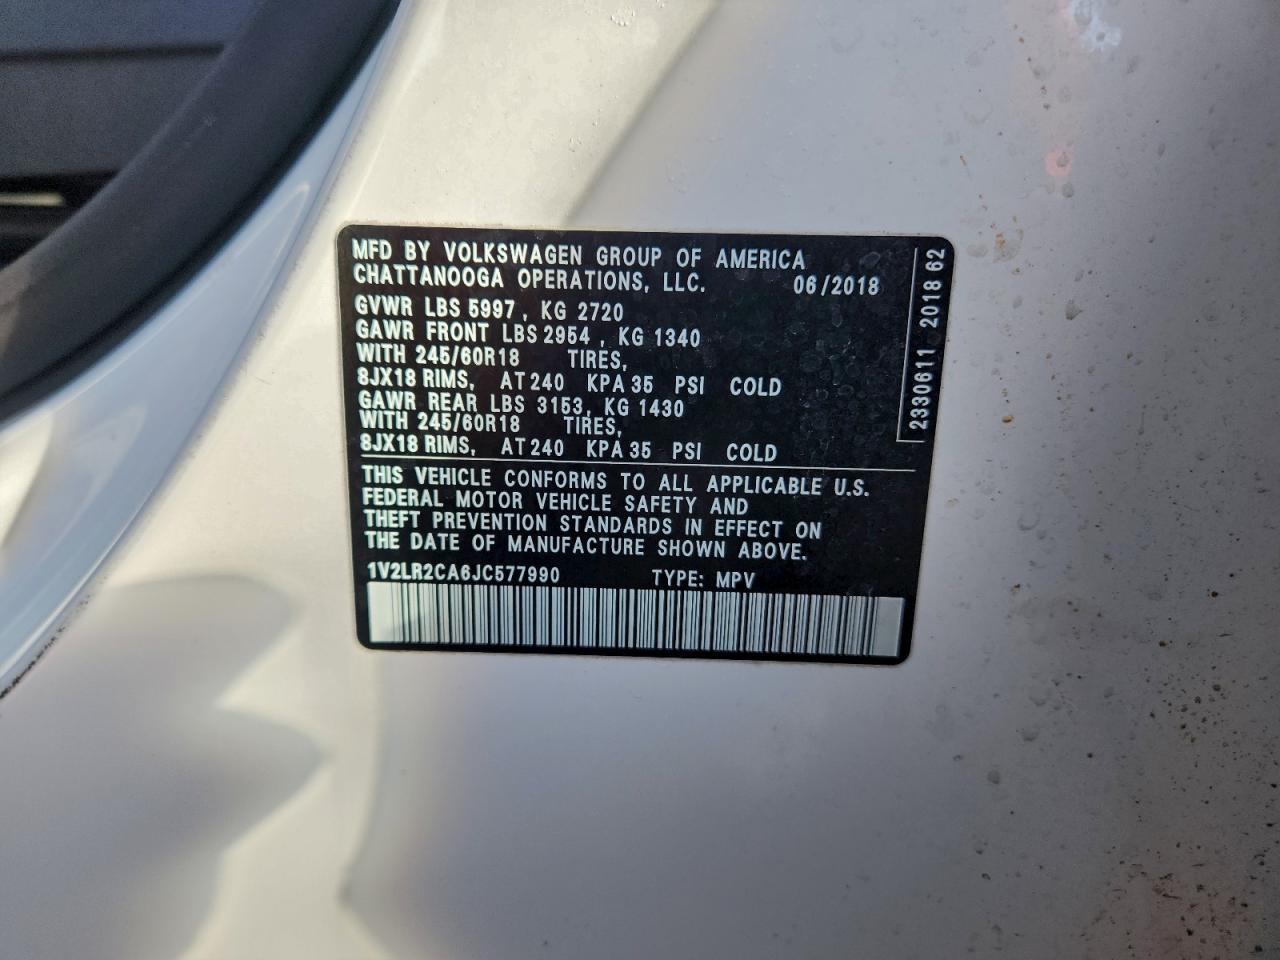 MFD BY VOLKSWAGEN GROUP OF AMERICA
CHATTANOOGA OPERATIONS, LLC. 06/2018
GVWR LBS 5997, KG 2720
GAWR FRONT LBS 2954, KG 1340
WITH 245/60R18 TIRES,
8JX18 RIMS, AT 240 KPA 35 PSI COLD
GAWR REAR LBS 3153, KG 1430
WITH 245/60R18 TIRES,
8JX18 RIMS, AT 240 KPA 35 PSI COLD
THIS VEHICLE CONFORMS TO ALL APPLICABLE U.S.
FEDERAL MOTOR VEHICLE SAFETY AND
THEFT PREVENTION STANDARDS IN EFFECT ON
THE DATE OF MANUFACTURE SHOWN ABOVE.
1V2LR2CA6JC577990 TYPE: MPV
2330611 2018 62